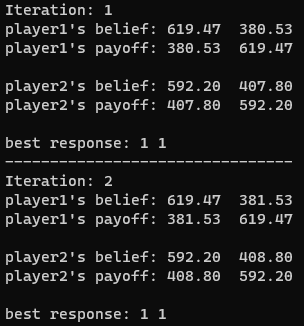 Iteration: 1
player1's belief: 619.47  380.53
player1's payoff: 380.53  619.47

player2's belief: 592.20  407.80
player2's payoff: 407.80  592.20

best response: 1 1
--------------------------------
Iteration: 2
player1's belief: 619.47  381.53
player1's payoff: 381.53  619.47

player2's belief: 592.20  408.80
player2's payoff: 408.80  592.20

best response: 1 1